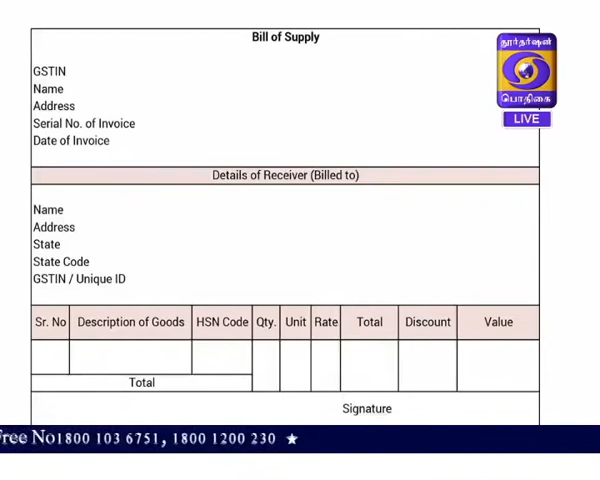 Bill of Supply
தூர்தர்ஷன்
பொதிகை
LIVE
GSTIN
Name
Address
Serial No. of Invoice
Date of Invoice
Details of Receiver (Billed to)
Name
Address
State
State Code
GSTIN / Unique ID
Sr. No Description of Goods HSN Code Qty. Unit Rate Total Discount Value
Total
Signature
Free No1800 103 6751, 1800 1200 230 ★